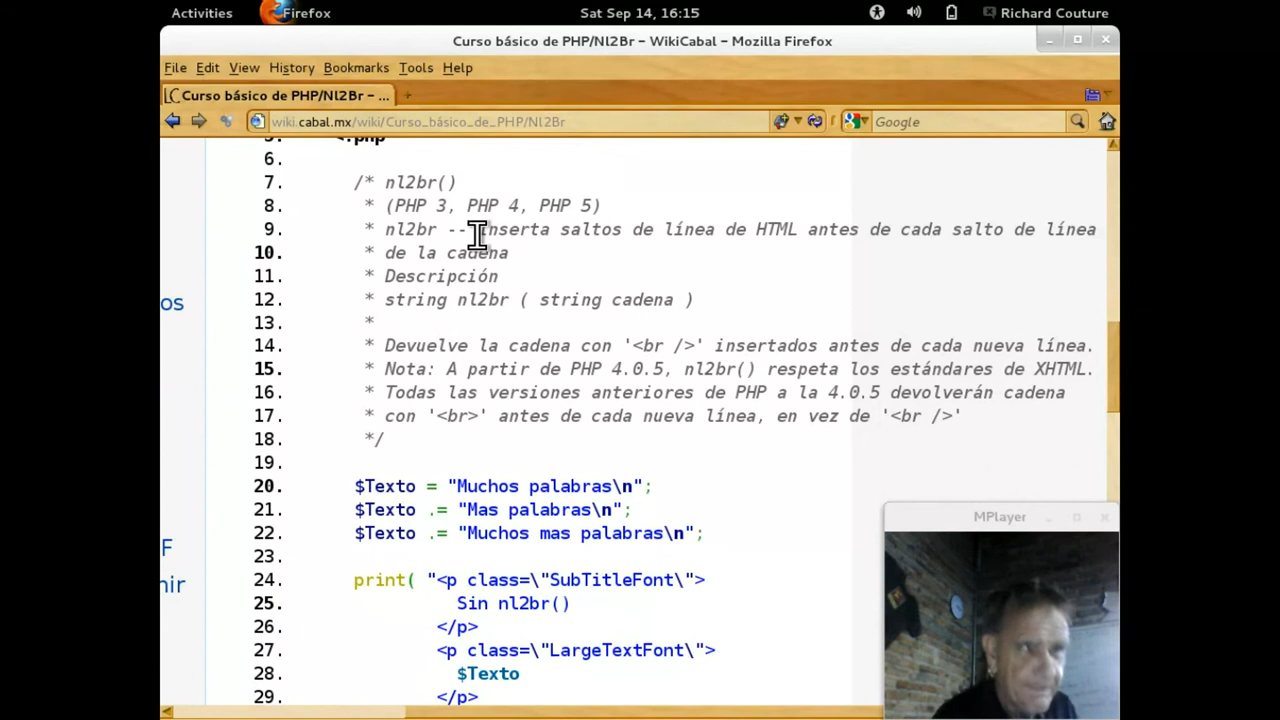 Activities Firefox Sat Sep 14, 16:15 Richard Couture
Curso básico de PHP/Nl2Br – WikiCabal – Mozilla Firefox
File Edit View History Bookmarks Tools Help
Curso básico de PHP/Nl2Br – ...
wiki.cabal.mx/wiki/Curso_básico_de_PHP/Nl2Br Google
5. <?php
6.
7. /* nl2br()
8. * (PHP 3, PHP 4, PHP 5)
9. * nl2br -- Inserta saltos de línea de HTML antes de cada salto de línea
10. * de la cadena
11. * Descripción
12. * string nl2br ( string cadena )
13. *
14. * Devuelve la cadena con '<br />' insertados antes de cada nueva línea.
15. * Nota: A partir de PHP 4.0.5, nl2br() respeta los estándares de XHTML.
16. * Todas las versiones anteriores de PHP a la 4.0.5 devolverán cadena
17. * con '<br>' antes de cada nueva línea, en vez de '<br />'
18. */
19.
20. $Texto = "Muchos palabras\n";
21. $Texto .= "Mas palabras\n";
22. $Texto .= "Muchos mas palabras\n";
23.
24. print( "<p class=\"SubTitleFont\">
25. Sin nl2br()
26. </p>
27. <p class=\"LargeTextFont\">
28. $Texto
29. </p>
os
F
nir
MPlayer